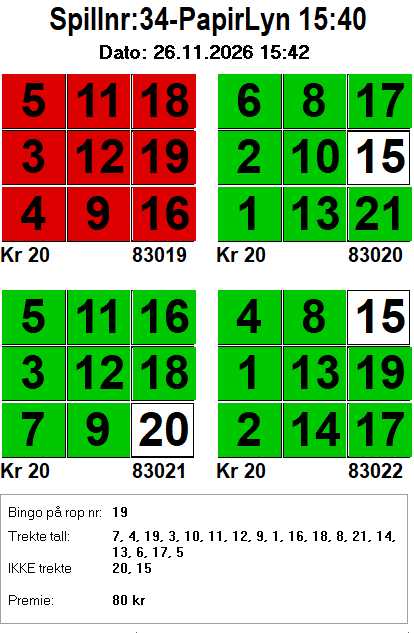 Spillnr:34-PapirLyn 15:40
Dato: 26.11.2026 15:42
5 11 18 6 8 17
3 12 19 2 10 15
4 9 16 1 13 21
Kr 20 83019 Kr 20 83020
5 11 16 4 8 15
3 12 18 1 13 19
7 9 20 2 14 17
Kr 20 83021 Kr 20 83022
Bingo på rop nr: 19
Trekte tall: 7, 4, 19, 3, 10, 11, 12, 9, 1, 16, 18, 8, 21, 14,
13, 6, 17, 5
IKKE trekte 20, 15
Premie: 80 kr